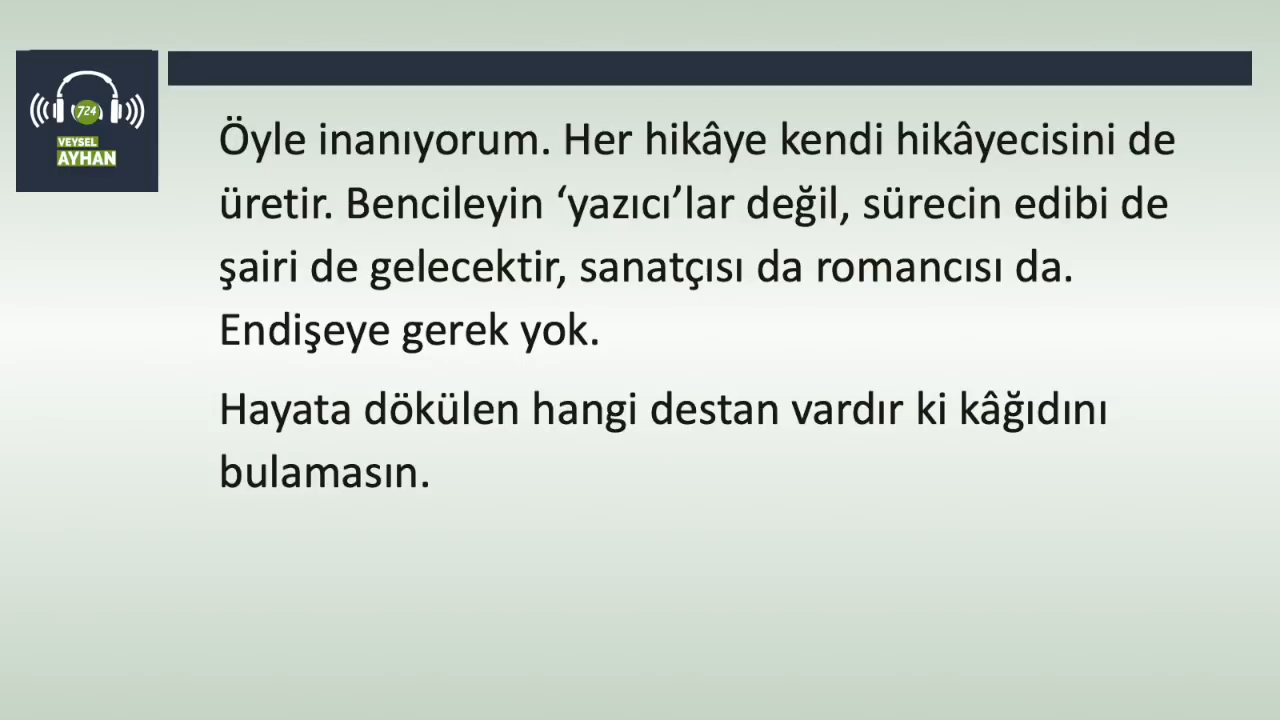 724
VEYSEL
AYHAN
Öyle inanıyorum. Her hikâye kendi hikâyecisini de
üretir. Bencileyin ‘yazıcı’lar değil, sürecin edibi de
şairi de gelecektir, sanatçısı da romancısı da.
Endişeye gerek yok.
Hayata dökülen hangi destan vardır ki kâğıdını
bulamasın.